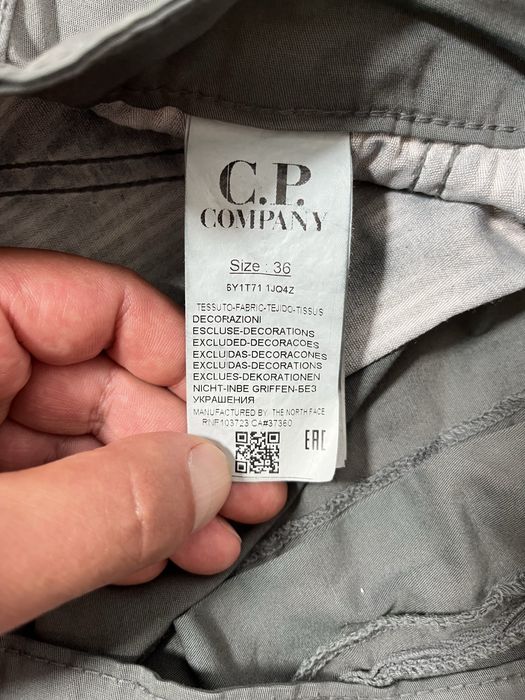 C.P.
COMPANY
Size : 36
6Y1T71 1JQ4Z
TESSUTO-FABRIC-TEJIDO-TISSUS
DECORAZIONI
ESCLUSE-DECORATIONS
EXCLUDED-DECORACOES
EXCLUIDAS-DECORACONES
EXCLUIDAS-DECORATIONS
EXCLUES-DEKORATIONEN
NICHT-INBE GRIFFEN-БЕЗ
УКРАШЕНИЯ
MANUFACTURED BY: THE NORTH FACE
RN#103723 CA#37360
EAC